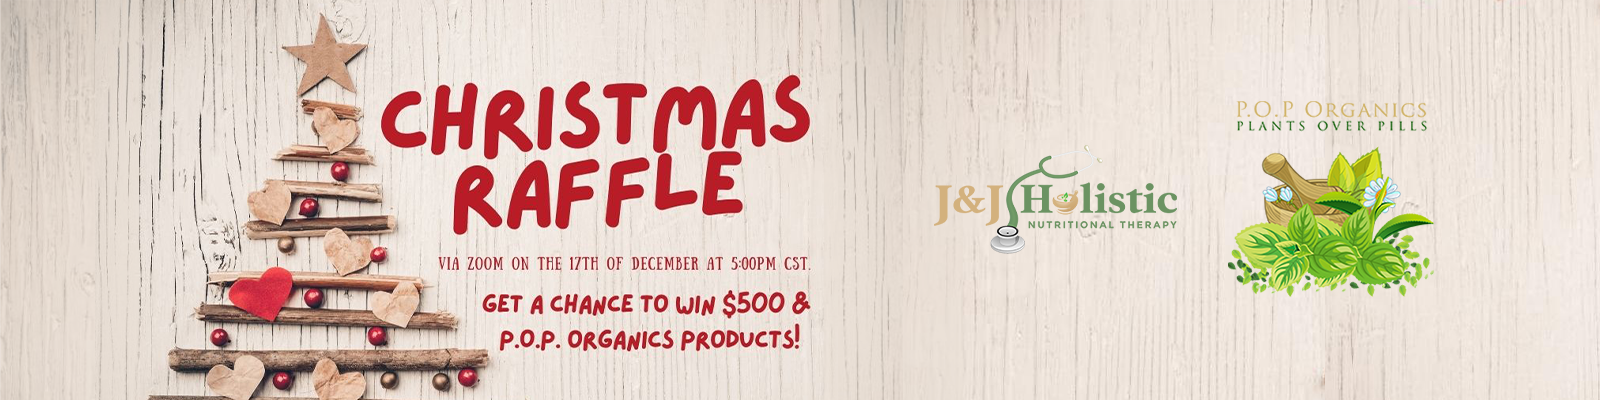 CHRISTMAS
RAFFLE
VIA ZOOM ON THE 17TH OF DECEMBER AT 5:00PM CST.
GET A CHANCE TO WIN $500 &
P.O.P. ORGANICS PRODUCTS!
J&J Holistic
NUTRITIONAL THERAPY
P.O.P ORGANICS
PLANTS OVER PILLS